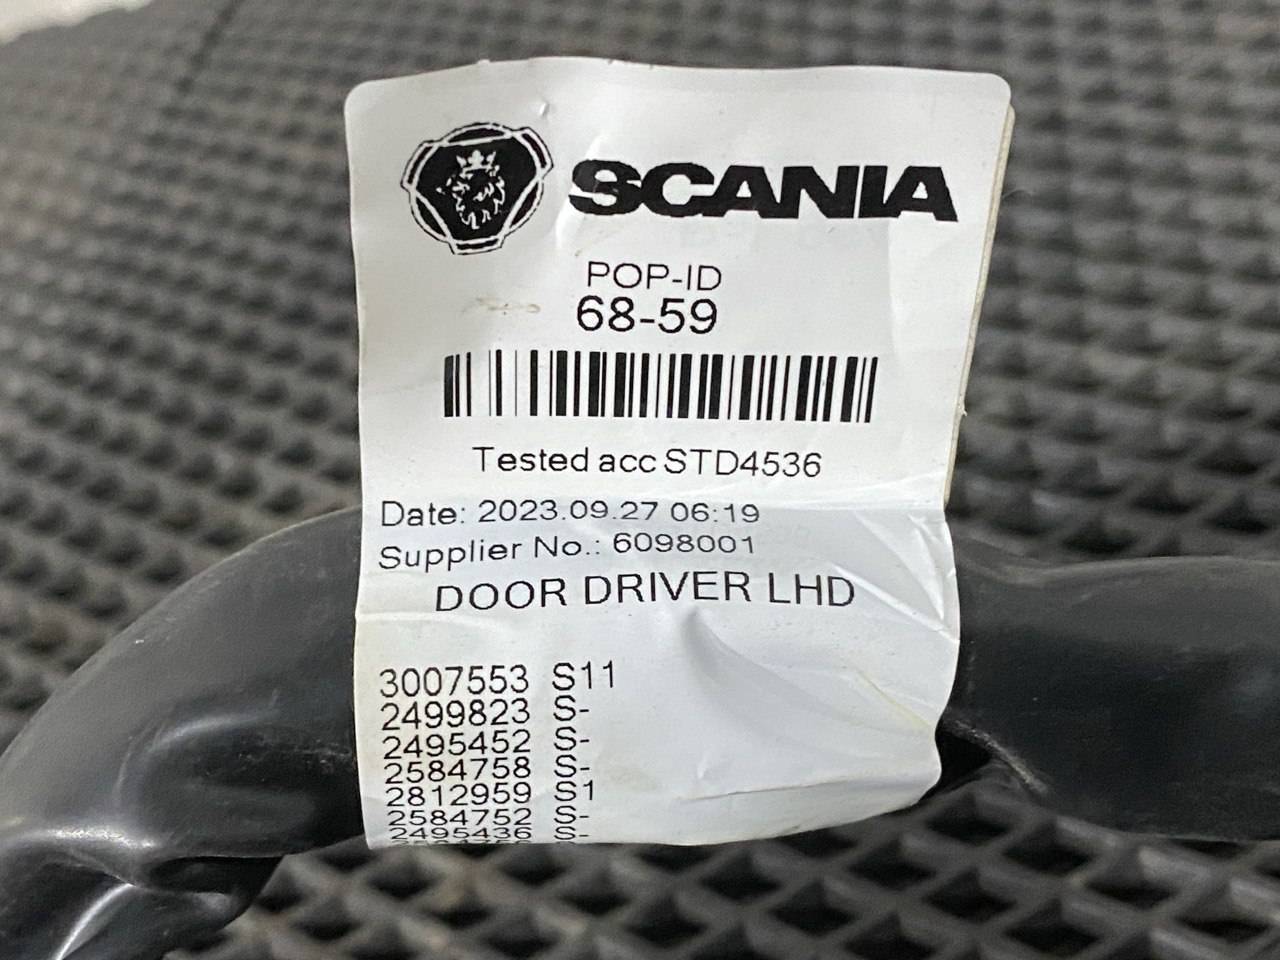 SCANIA
POP-ID
68-59
Tested acc STD4536
Date: 2023.09.27 06:19
Supplier No.: 6098001
DOOR DRIVER LHD
3007553 S11
2499823 S-
2495452 S-
2584758 S-
2812959 S1
2584752 S-
2495436 S-